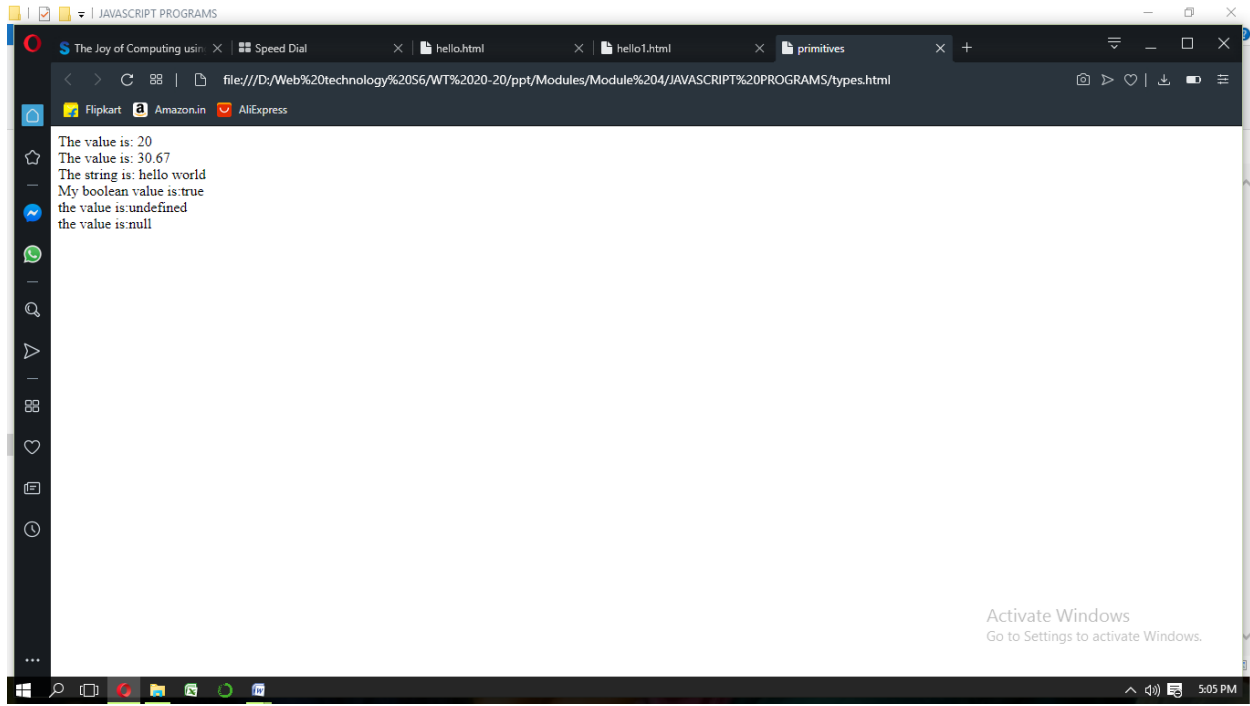 JAVASCRIPT PROGRAMS
The Joy of Computing usin
Speed Dial
hello.html
hello1.html
primitives
file:///D:/Web%20technology%20S6/WT%2020-20/ppt/Modules/Module%204/JAVASCRIPT%20PROGRAMS/types.html
Flipkart
Amazon.in
AliExpress
The value is: 20
The value is: 30.67
The string is: hello world
My boolean value is:true
the value is:undefined
the value is:null
Activate Windows
Go to Settings to activate Windows.
5:05 PM